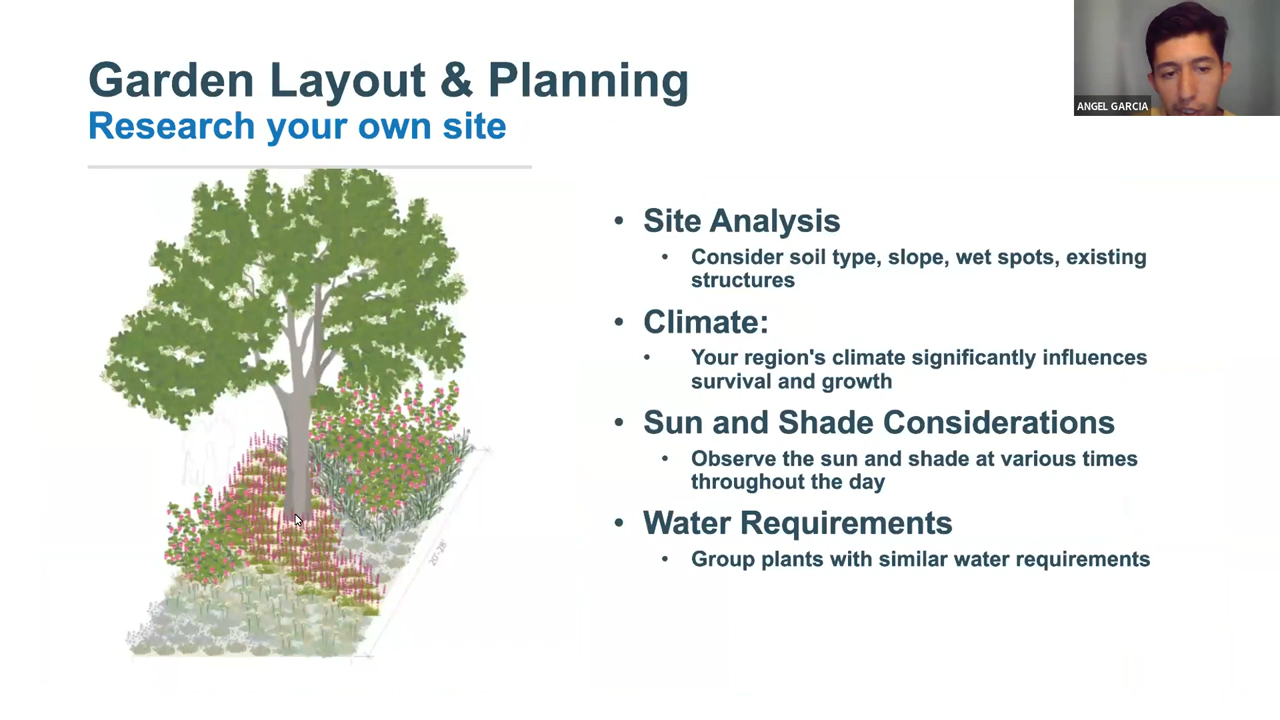 Garden Layout & Planning
Research your own site
ANGEL GARCIA
• Site Analysis
• Consider soil type, slope, wet spots, existing
structures
• Climate:
• Your region's climate significantly influences
survival and growth
• Sun and Shade Considerations
• Observe the sun and shade at various times
throughout the day
• Water Requirements
• Group plants with similar water requirements
20'-28'